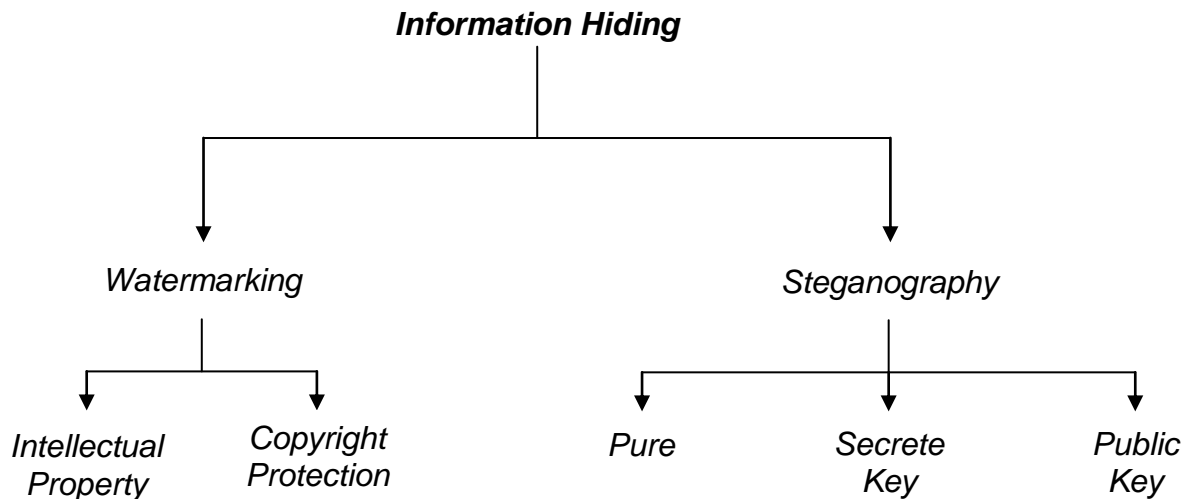 Information Hiding
Watermarking
Steganography
Intellectual
Property
Copyright
Protection
Pure
Secrete
Key
Public
Key